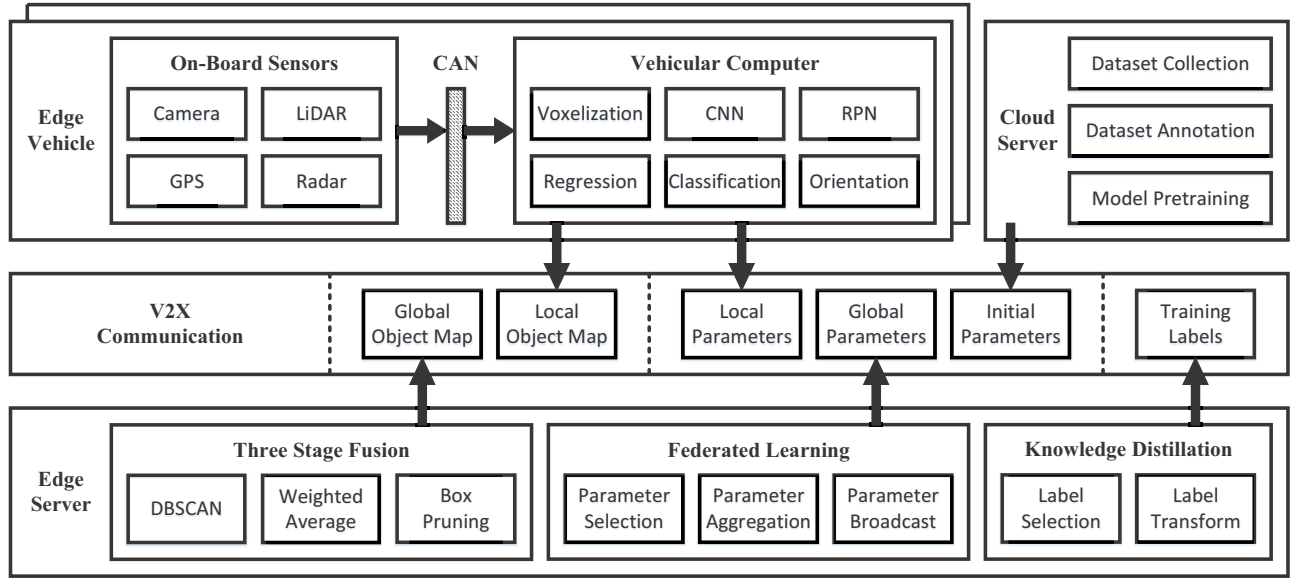 On-Board Sensors
CAN
Vehicular Computer
Edge
Vehicle
Camera
LiDAR
GPS
Radar
Voxelization
CNN
RPN
Regression
Classification
Orientation
Cloud
Server
Dataset Collection
Dataset Annotation
Model Pretraining
V2X
Communication
Global
Object Map
Local
Object Map
Local
Parameters
Global
Parameters
Initial
Parameters
Training
Labels
Edge
Server
Three Stage Fusion
DBSCAN
Weighted
Average
Box
Pruning
Federated Learning
Parameter
Selection
Parameter
Aggregation
Parameter
Broadcast
Knowledge Distillation
Label
Selection
Label
Transform